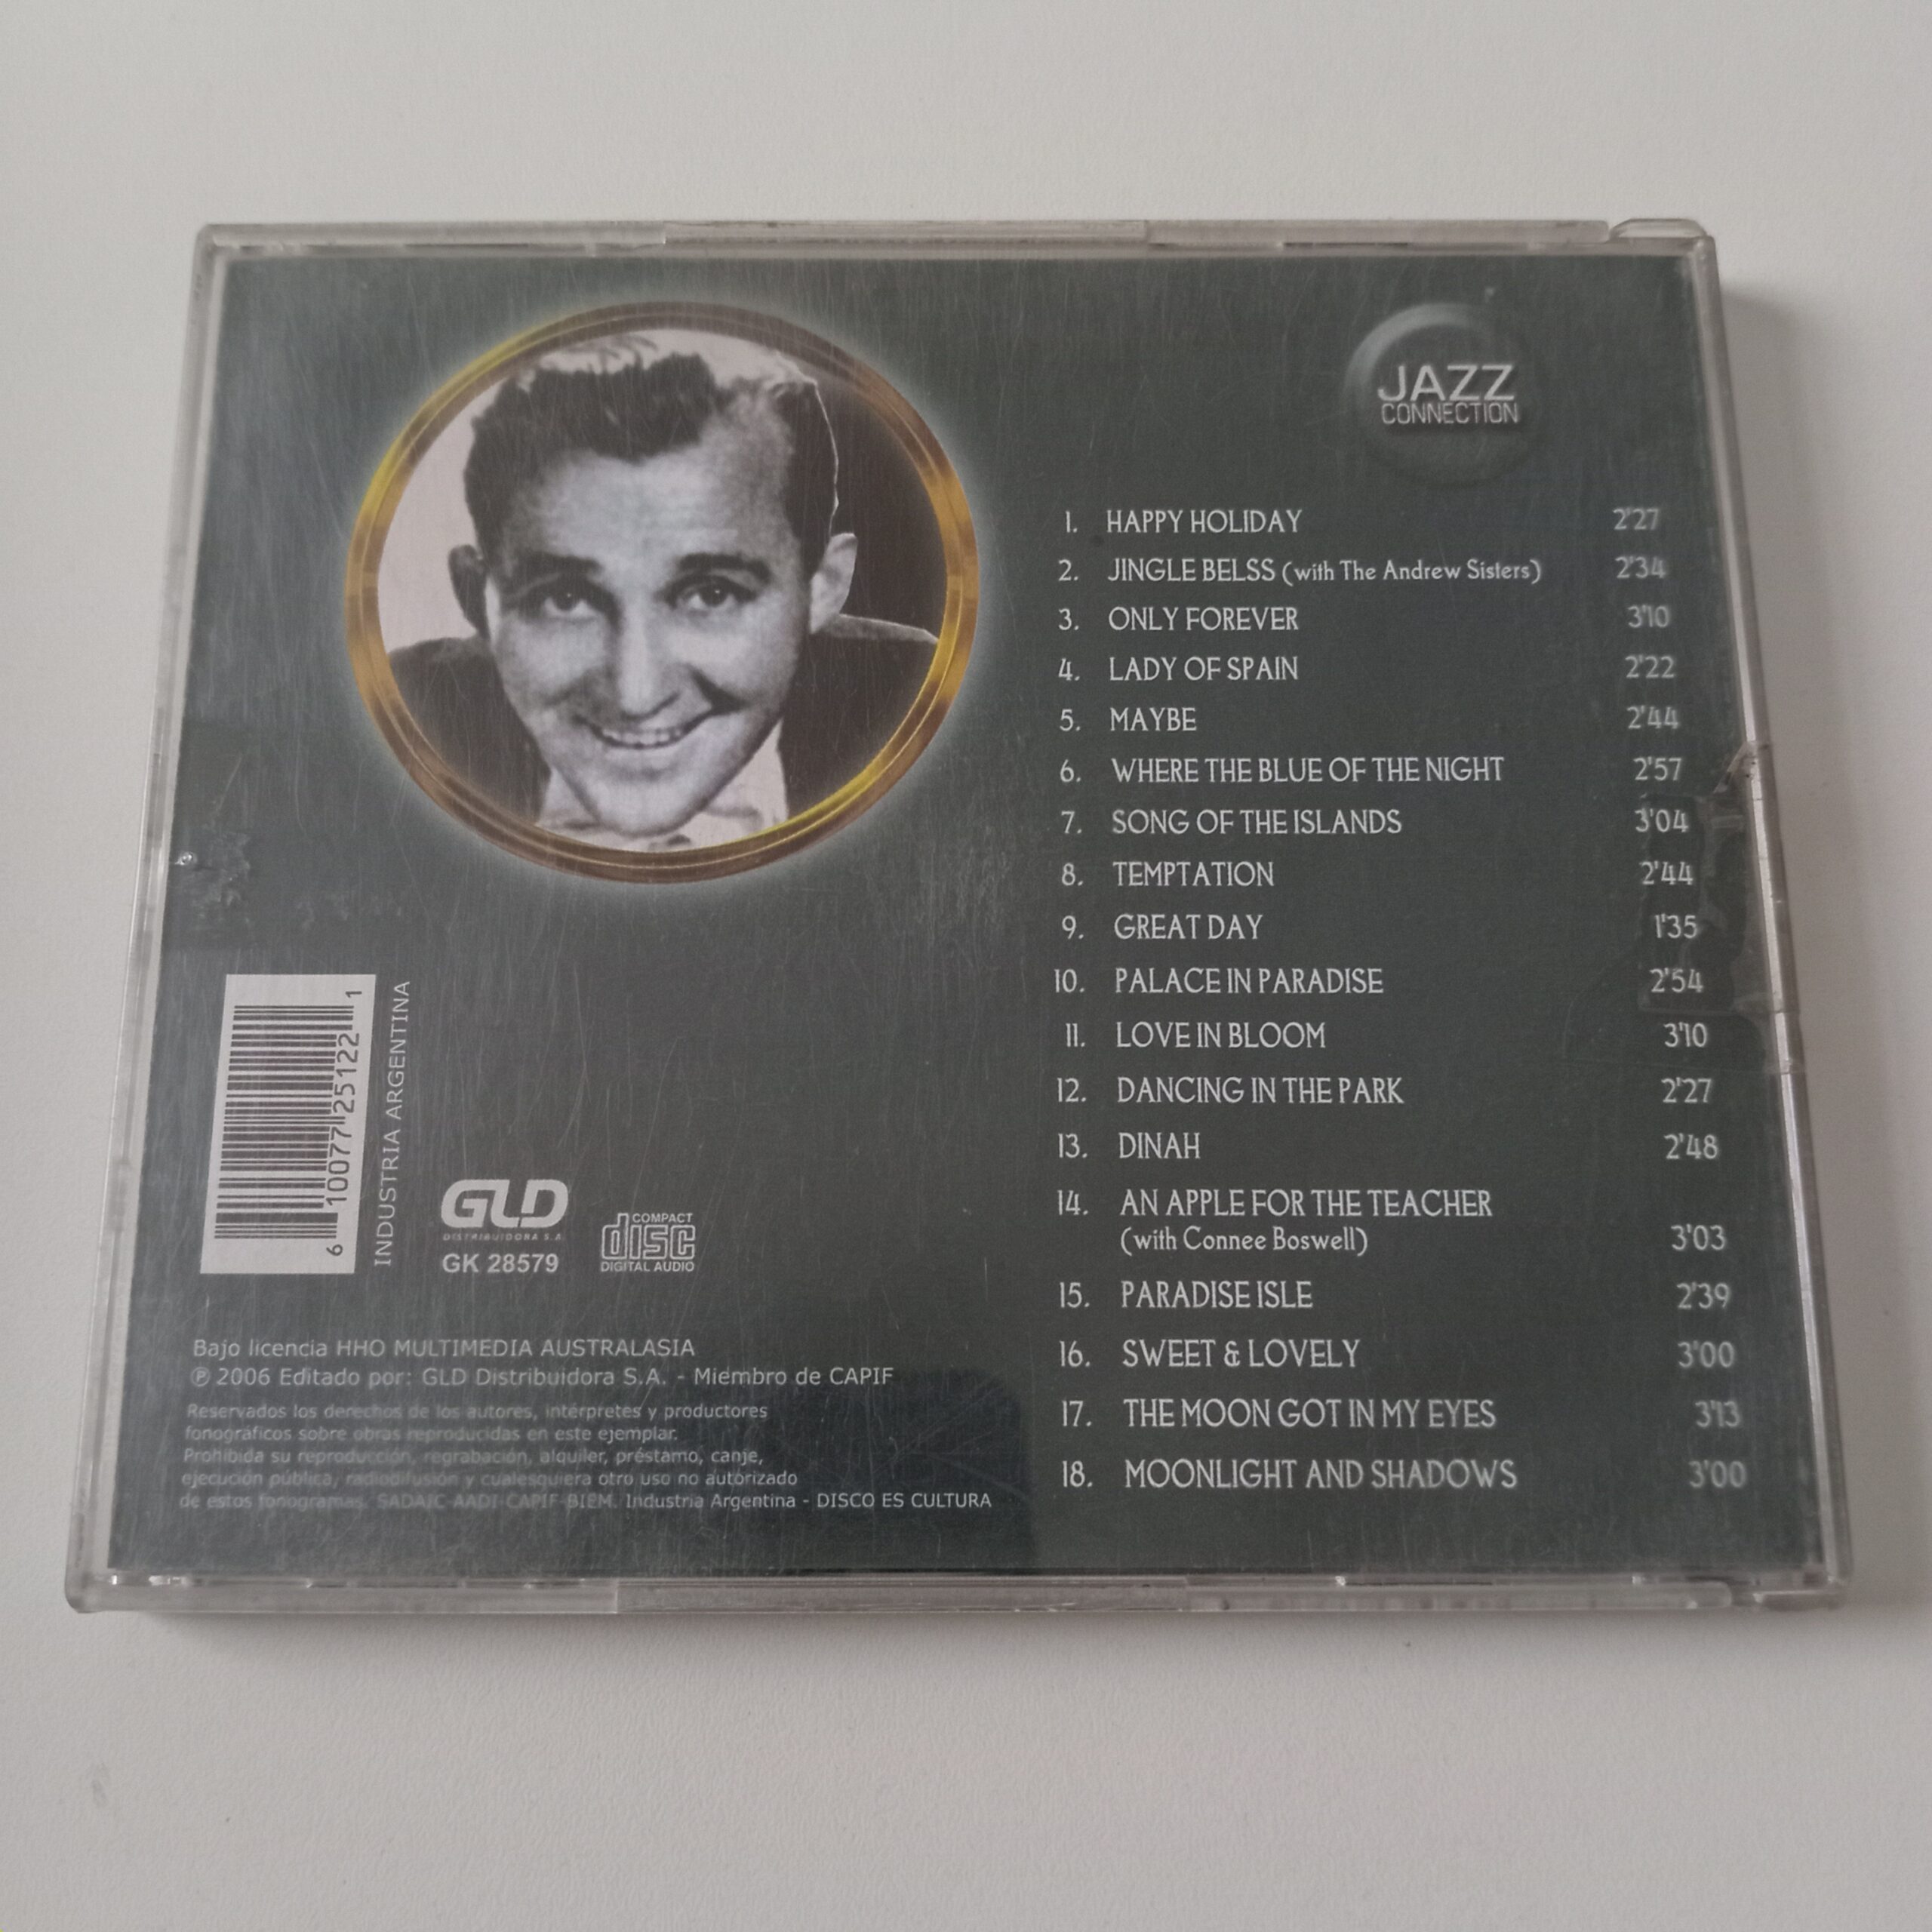 JAZZ
CONNECTION
1. HAPPY HOLIDAY 2'27
2. JINGLE BELSS (with The Andrew Sisters) 2'34
3. ONLY FOREVER 3'10
4. LADY OF SPAIN 2'22
5. MAYBE 2'44
6. WHERE THE BLUE OF THE NIGHT 2'57
7. SONG OF THE ISLANDS 3'04
8. TEMPTATION 2'44
9. GREAT DAY 1'35
10. PALACE IN PARADISE 2'54
11. LOVE IN BLOOM 3'10
12. DANCING IN THE PARK 2'27
13. DINAH 2'48
14. AN APPLE FOR THE TEACHER
(with Connee Boswell) 3'03
15. PARADISE ISLE 2'39
16. SWEET & LOVELY 3'00
17. THE MOON GOT IN MY EYES 3'13
18. MOONLIGHT AND SHADOWS 3'00
6 10077 25122 1
INDUSTRIA ARGENTINA
GLD
DISTRIBUIDORA S.A.
GK 28579
COMPACT
disc
DIGITAL AUDIO
Bajo licencia HHO MULTIMEDIA AUSTRALASIA
℗ 2006 Editado por: GLD Distribuidora S.A. - Miembro de CAPIF
Reservados los derechos de los autores, intérpretes y productores
fonográficos sobre obras reproducidas en este ejemplar.
Prohibida su reproducción, regrabación, alquiler, préstamo, canje,
ejecución pública, radiodifusión y cualesquiera otro uso no autorizado
de estos fonogramas. SADAIC-AADI-CAPIF-BIEM. Industria Argentina - DISCO ES CULTURA